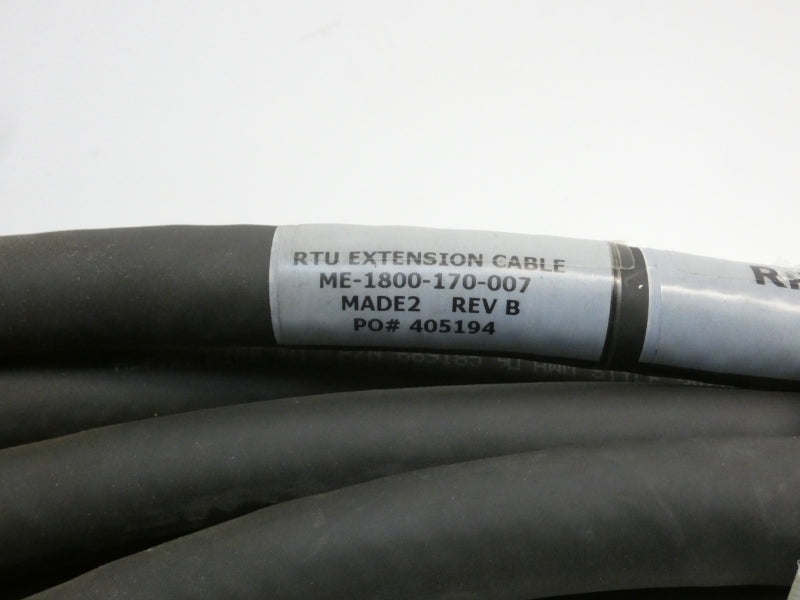 RTU EXTENSION CABLE
ME-1800-170-007
MADE2 REV B
PO# 405194